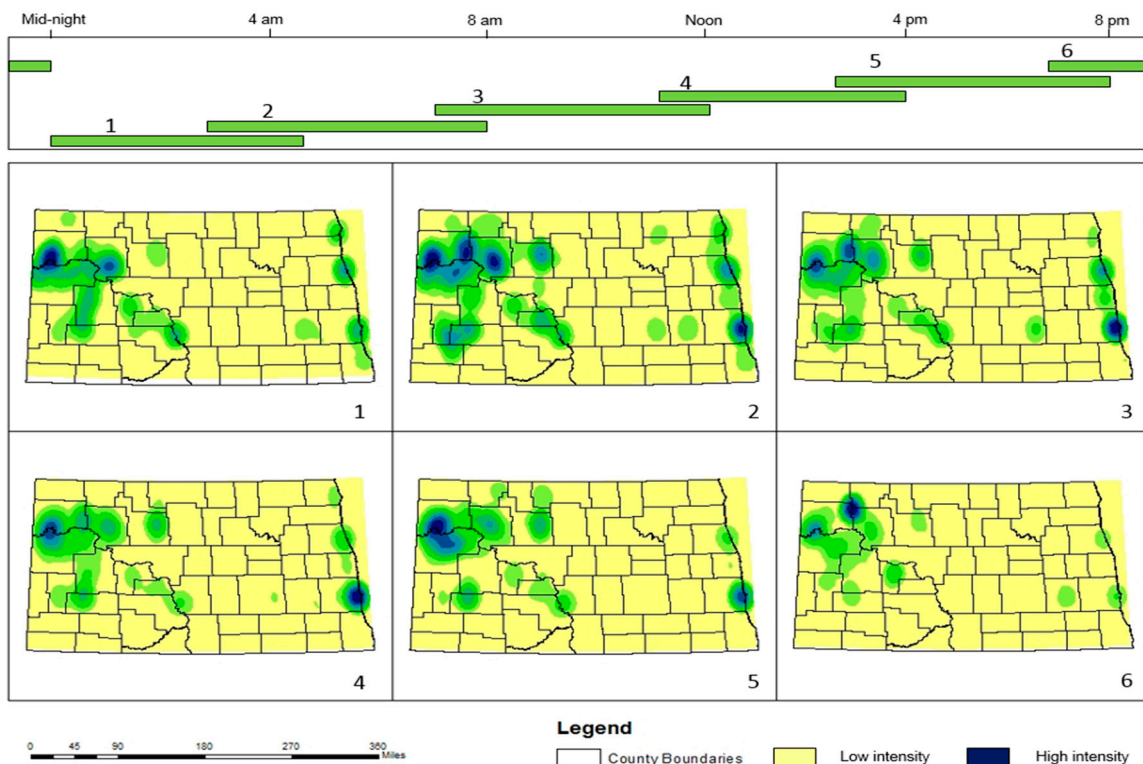 Mid-night 4 am 8 am Noon 4 pm 8 pm
6
5
4
3
2
1
1 2 3
4 5 6
Legend
0 45 90 180 270 360 Miles
County Boundaries Low intensity High intensity